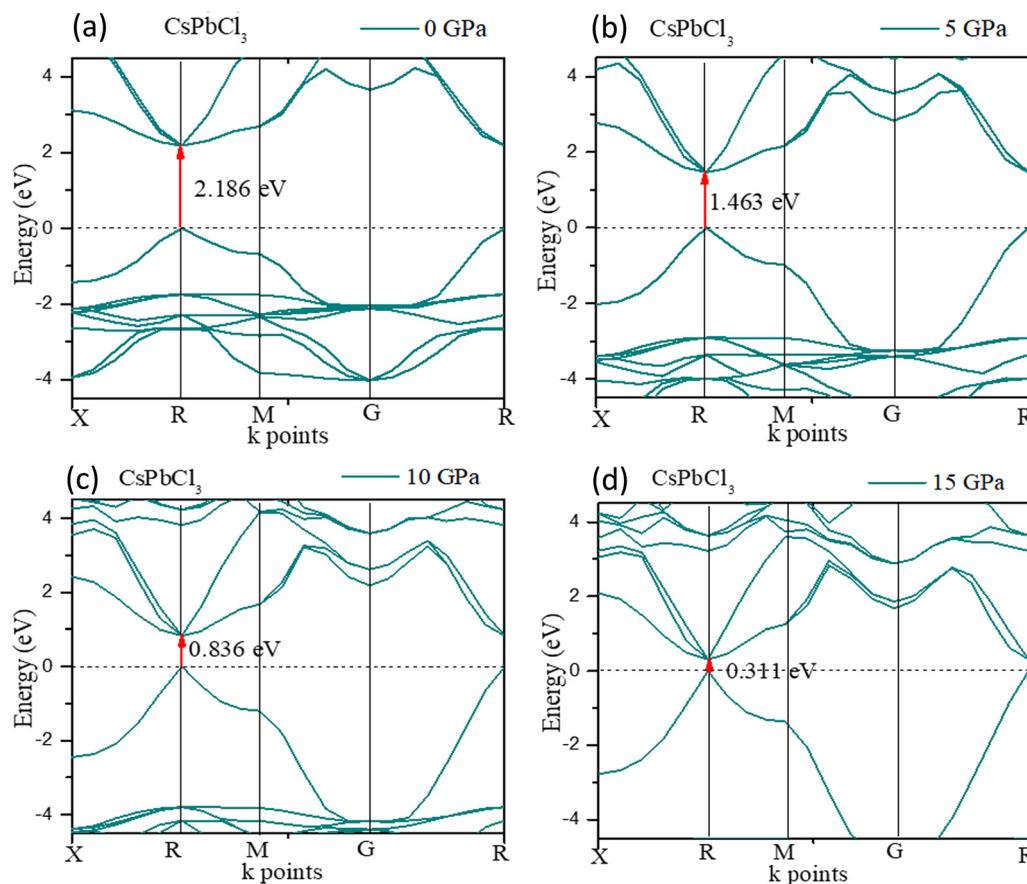 (a) CsPbCl₃ 0 GPa
4
2
0
-2
-4
Energy (eV)
2.186 eV
X R M G R
k points
(b) CsPbCl₃ 5 GPa
4
2
0
-2
-4
Energy (eV)
1.463 eV
X R M G R
k points
(c) CsPbCl₃ 10 GPa
4
2
0
-2
-4
Energy (eV)
0.836 eV
X R M G R
k points
(d) CsPbCl₃ 15 GPa
4
2
0
-2
-4
Energy (eV)
0.311 eV
X R M G R
k points